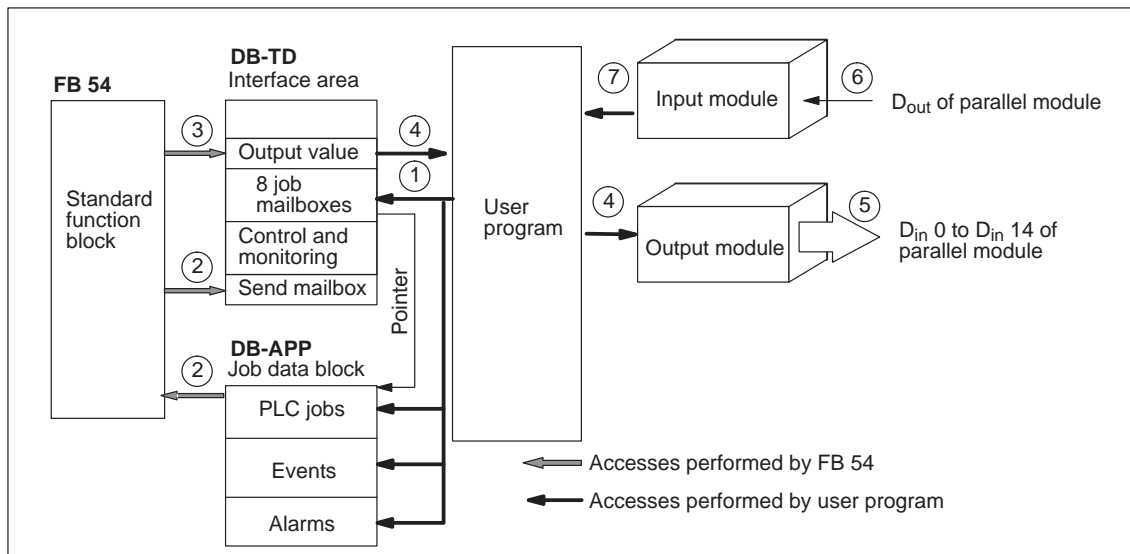 FB 54
Standard
function
block
3
2
2
DB-TD
Interface area
Output value
8 job
mailboxes
Control and
monitoring
Send mailbox
Pointer
DB-APP
Job data block
PLC jobs
Events
Alarms
4
1
User
program
7
Input module
6
Dout of parallel module
4
Output module
5
Din 0 to Din 14 of
parallel module
Accesses performed by FB 54
Accesses performed by user program